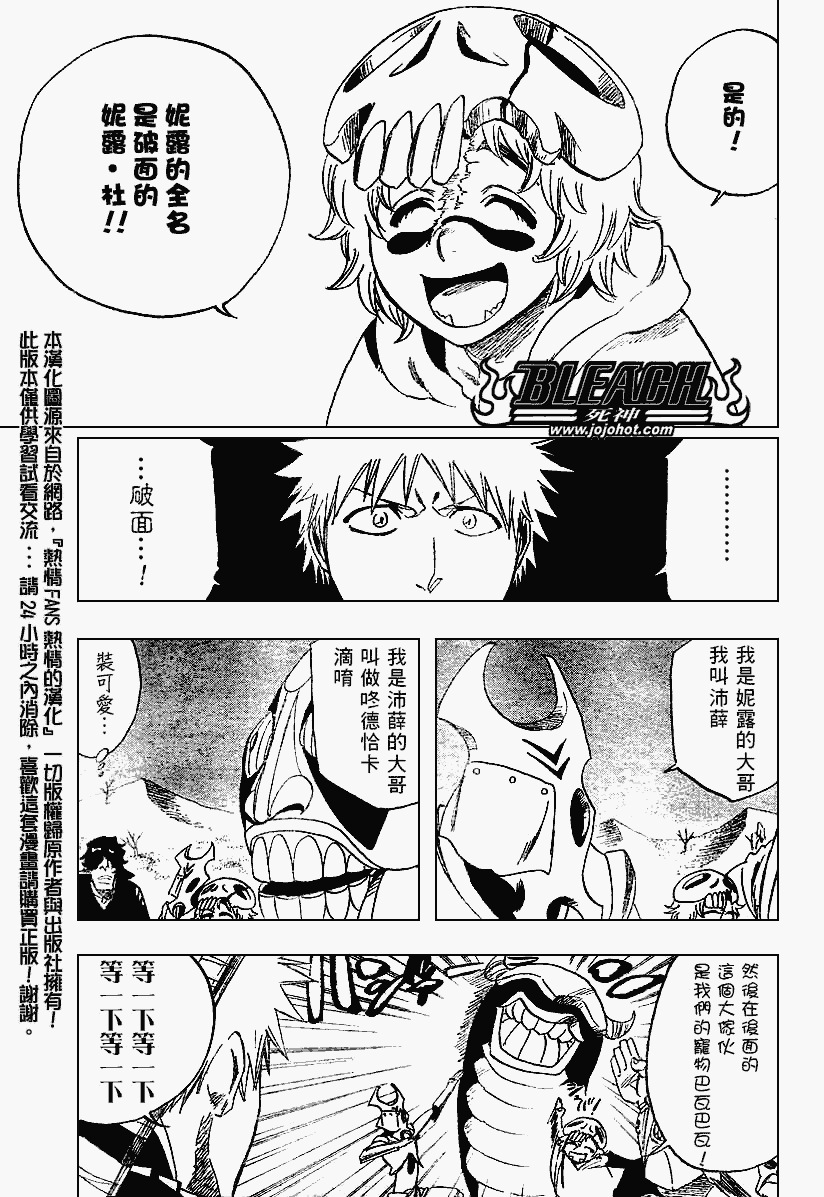 是的！
妮露的全名
是破面的
妮露・杜!!
BLEACH
死神
www.jojohot.com
…………
…破面…！
我是妮露的大哥
我叫沛薛
我是沛薛的大哥
叫做咚德恰卡
滴唷
裝可愛…
然後在後面的
這個大傢伙
是我們的寵物巴瓦巴瓦！
等一下等一下
等一下等一下
本漢化圖源來自於網路，『熱情FANS熱情的漢化』一切版權歸原作者與出版社擁有！
此版本僅供學習試看交流… 請24小時之內消除，喜歡這套漫畫請購買正版！謝謝。